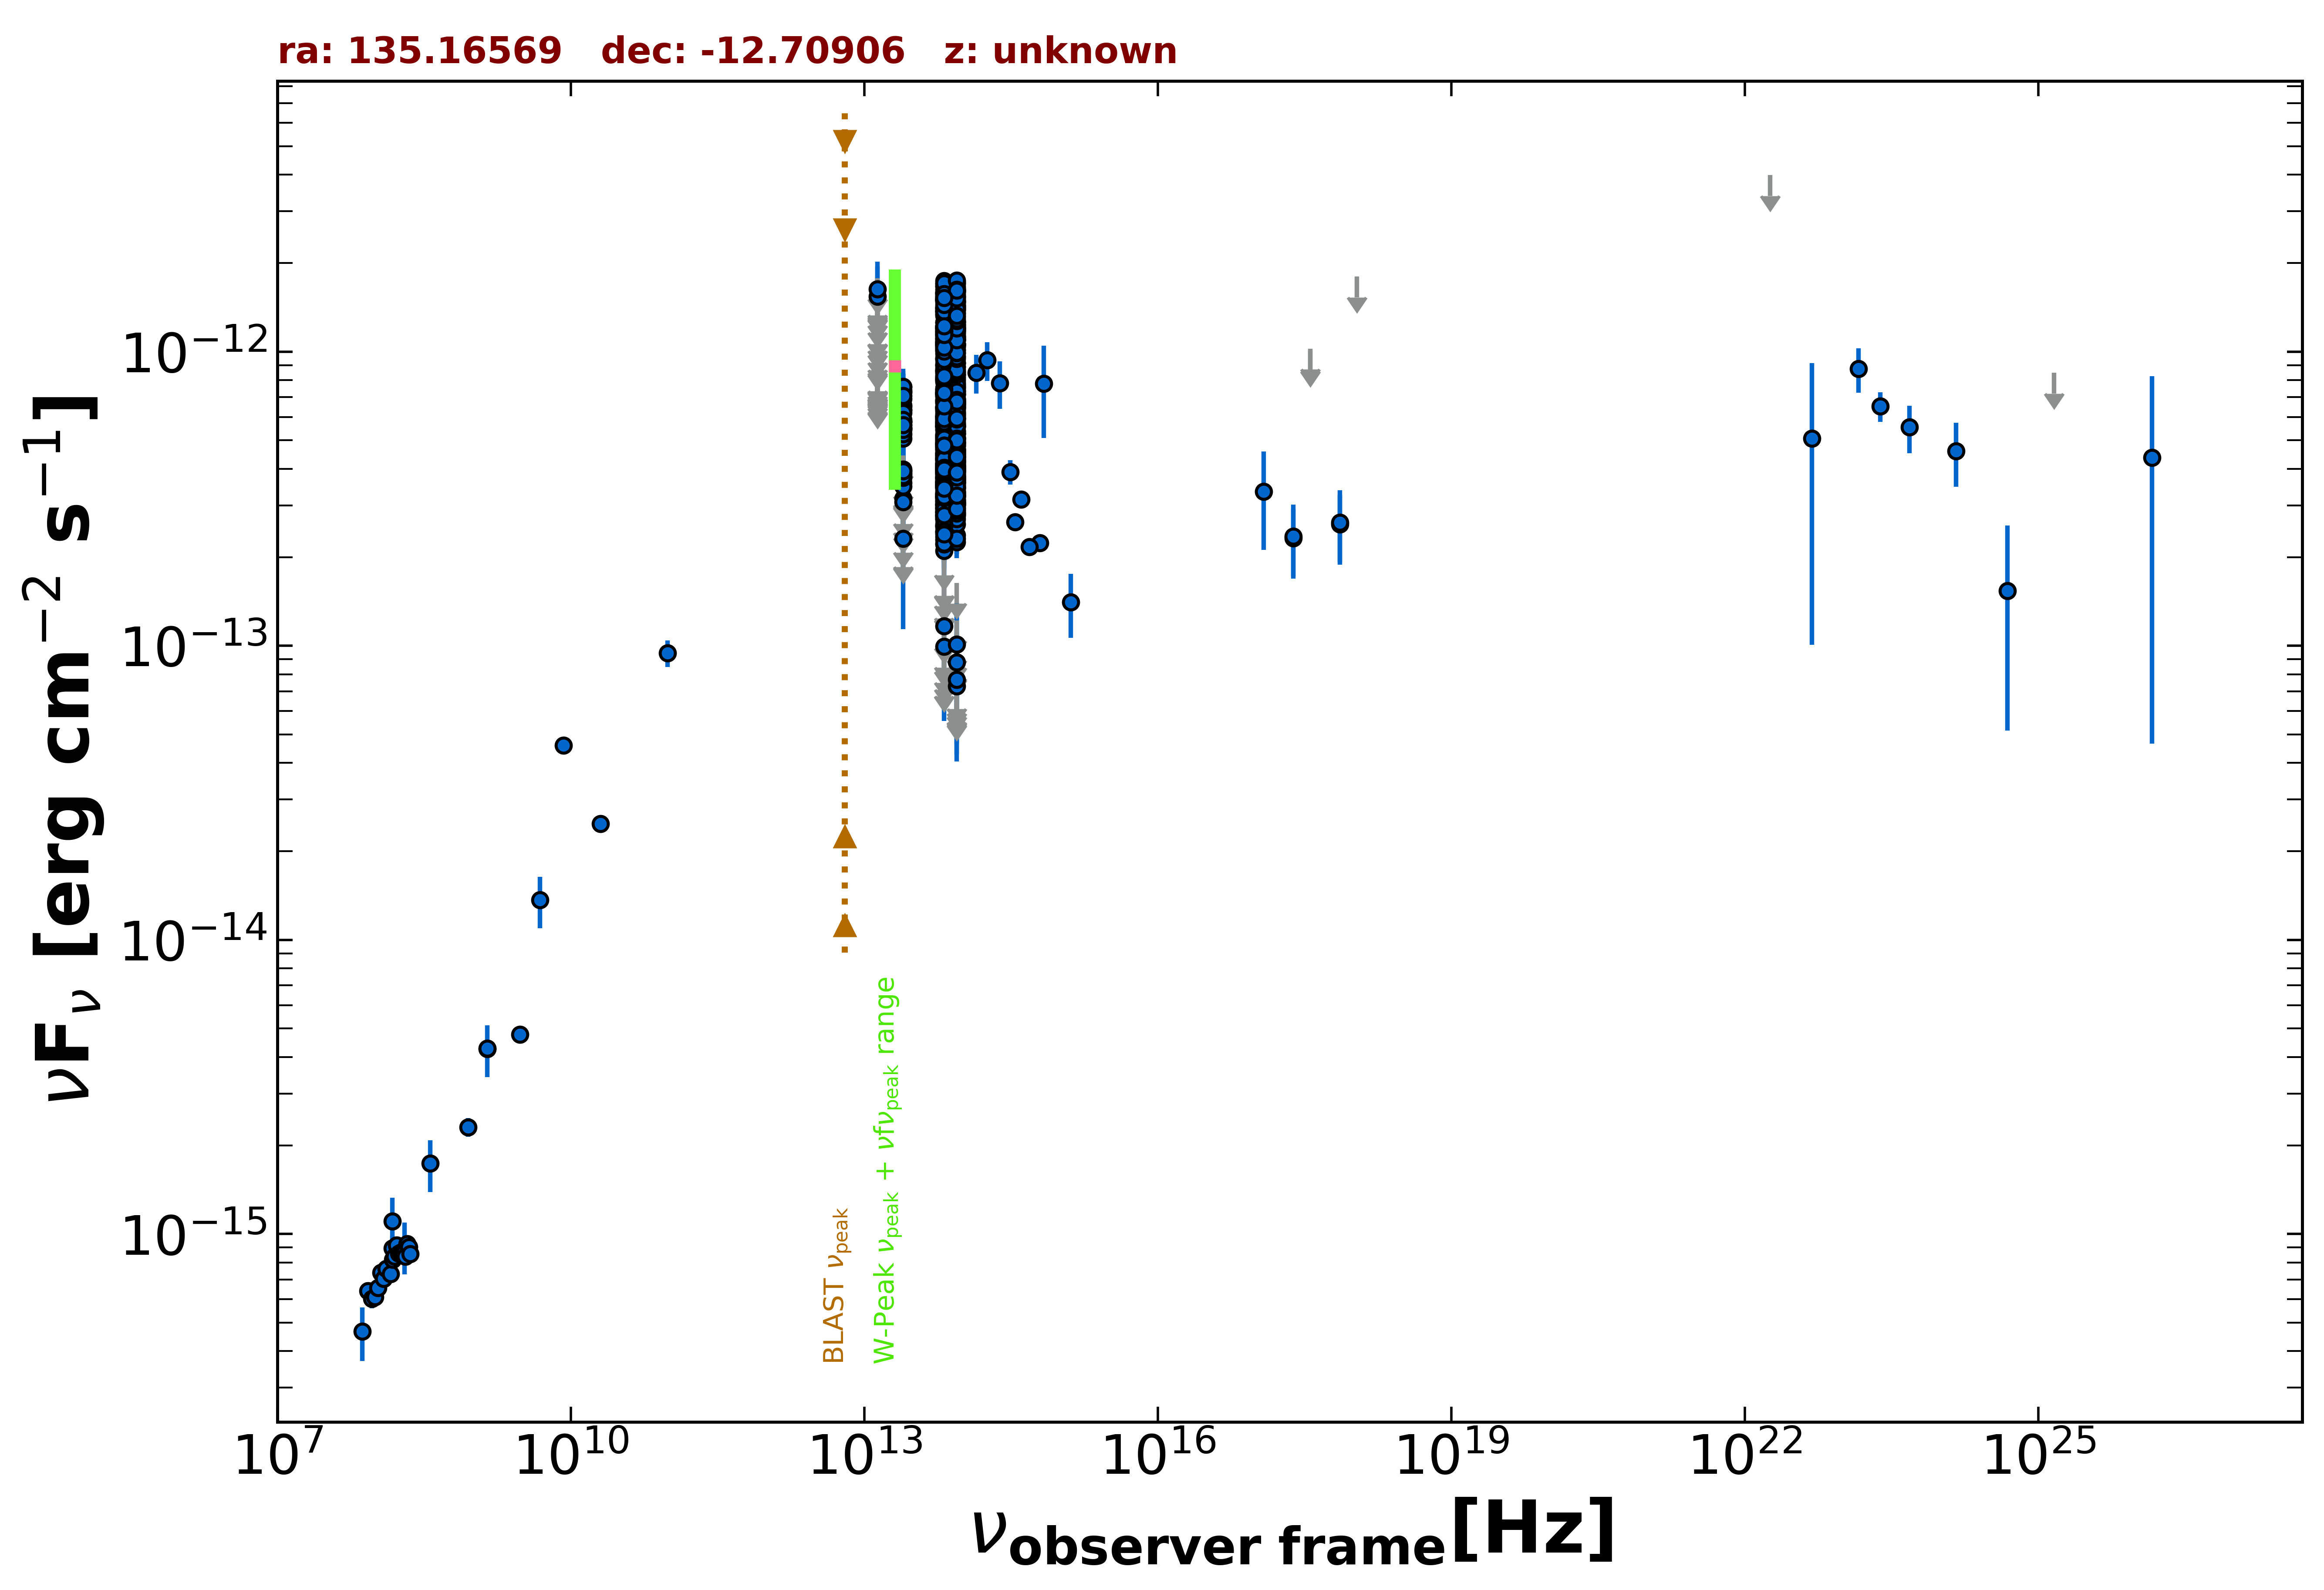 ra: 135.16569 dec: -12.70906 z: unknown
νFν [erg cm⁻² s⁻¹]
10⁻¹²
10⁻¹³
10⁻¹⁴
10⁻¹⁵
BLAST νpeak
W-Peak νpeak + νfνpeak range
10⁷ 10¹⁰ 10¹³ 10¹⁶ 10¹⁹ 10²² 10²⁵
νobserver frame[Hz]